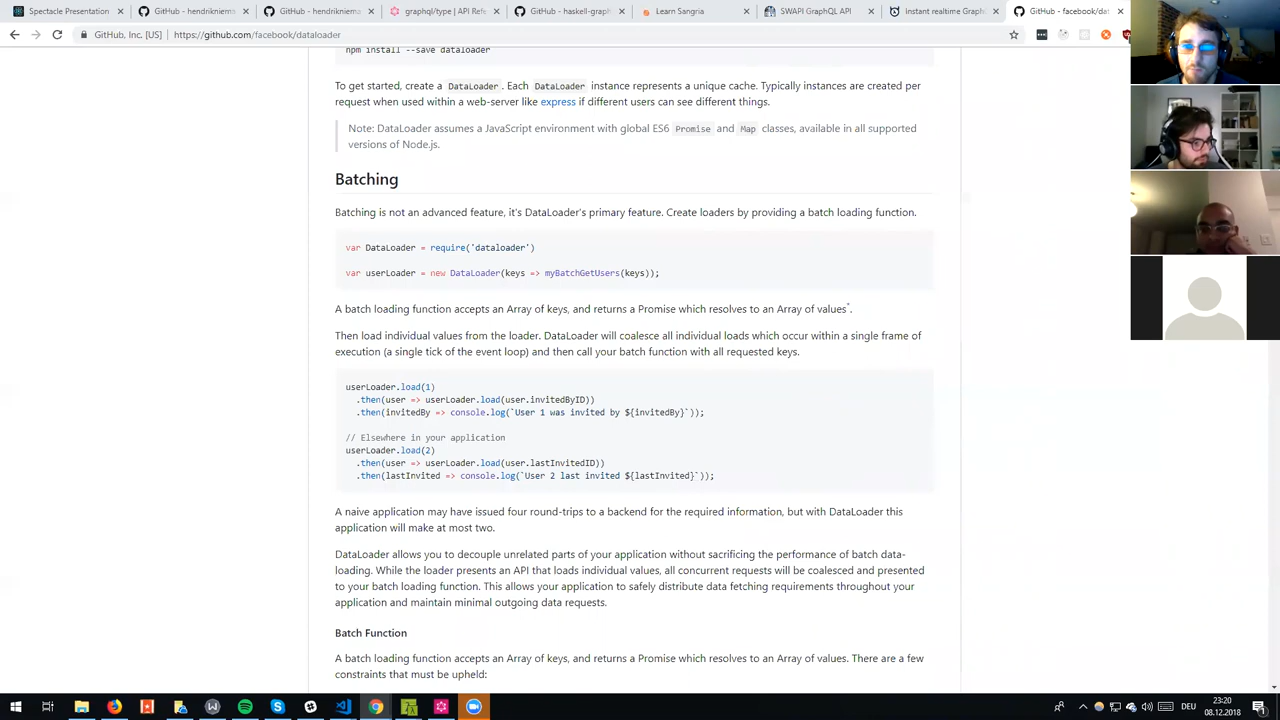 Spectacle Presentation
GitHub - hendrikniema
GitHub - hendrikniema
graphql/type | API Refe
GitHub - haskell-graph
Learn Sangria
SWAPI GraphQL API
Instant realtime Graph
GitHub - facebook/dat
GitHub, Inc. [US] | https://github.com/facebook/dataloader
npm install --save dataloader
To get started, create a DataLoader . Each DataLoader instance represents a unique cache. Typically instances are created per
request when used within a web-server like express if different users can see different things.
Note: DataLoader assumes a JavaScript environment with global ES6 Promise and Map classes, available in all supported
versions of Node.js.
Batching
Batching is not an advanced feature, it's DataLoader's primary feature. Create loaders by providing a batch loading function.
var DataLoader = require('dataloader')
var userLoader = new DataLoader(keys => myBatchGetUsers(keys));
A batch loading function accepts an Array of keys, and returns a Promise which resolves to an Array of values*.
Then load individual values from the loader. DataLoader will coalesce all individual loads which occur within a single frame of
execution (a single tick of the event loop) and then call your batch function with all requested keys.
userLoader.load(1)
.then(user => userLoader.load(user.invitedByID))
.then(invitedBy => console.log(`User 1 was invited by ${invitedBy}`));
// Elsewhere in your application
userLoader.load(2)
.then(user => userLoader.load(user.lastInvitedID))
.then(lastInvited => console.log(`User 2 last invited ${lastInvited}`));
A naive application may have issued four round-trips to a backend for the required information, but with DataLoader this
application will make at most two.
DataLoader allows you to decouple unrelated parts of your application without sacrificing the performance of batch data-
loading. While the loader presents an API that loads individual values, all concurrent requests will be coalesced and presented
to your batch loading function. This allows your application to safely distribute data fetching requirements throughout your
application and maintain minimal outgoing data requests.
Batch Function
A batch loading function accepts an Array of keys, and returns a Promise which resolves to an Array of values. There are a few
constraints that must be upheld:
DEU
23:20
08.12.2018